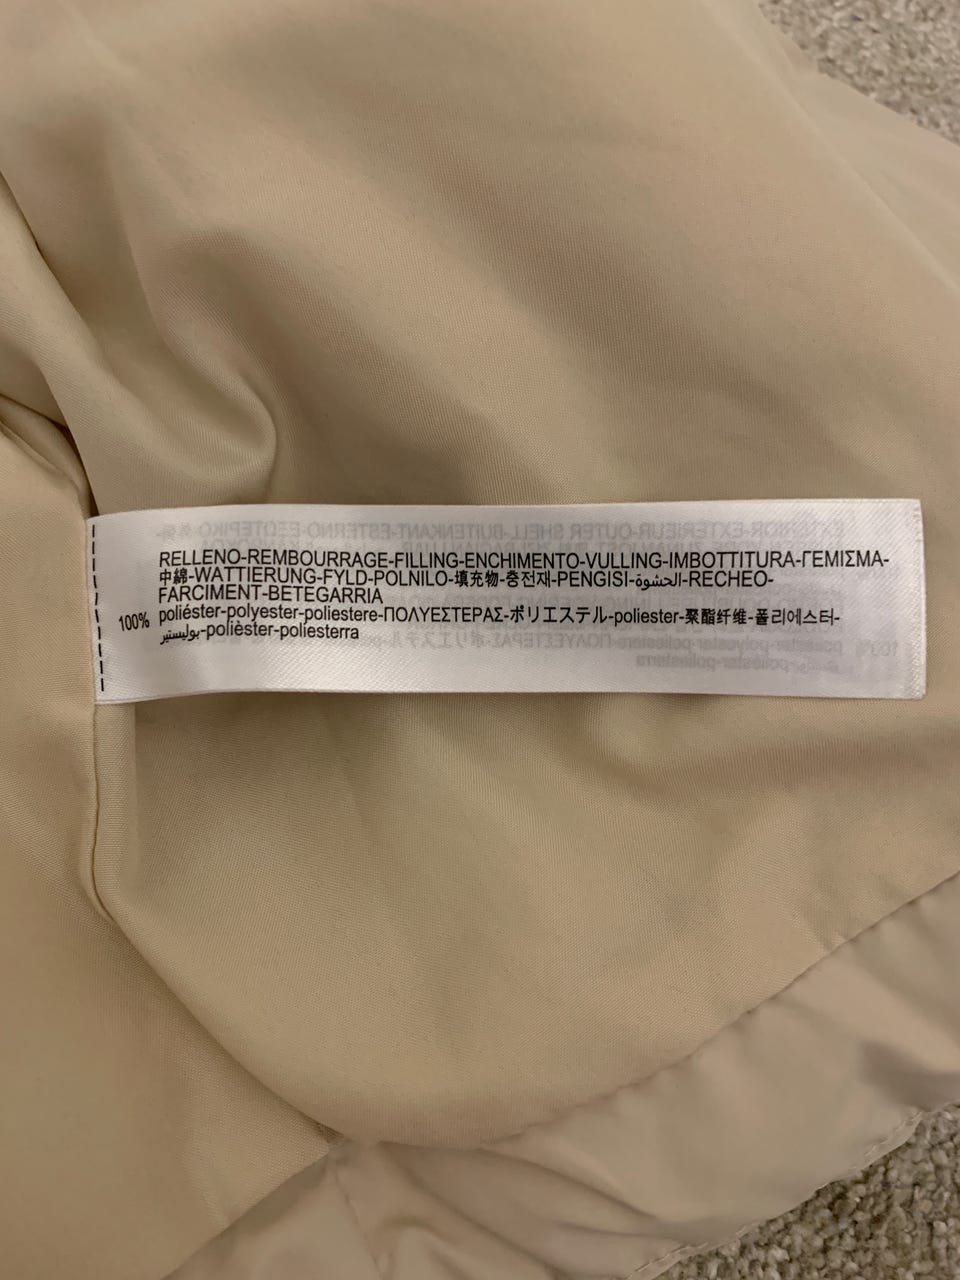 RELLENO-REMBOURRAGE-FILLING-ENCHIMENTO-VULLING-IMBOTTITURA-ΓΕΜΙΣΜΑ-
中綿-WATTIERUNG-FYLD-POLNILO-填充物-충전재-PENGISI-الحشوة-RECHEO-
FARCIMENT-BETEGARRIA
100% poliéster-polyester-poliestere-ΠΟΛΥΕΣΤΕΡΑΣ-ポリエステル-poliester-聚酯纤维-폴리에스터-
بوليستير-polièster-poliesterra